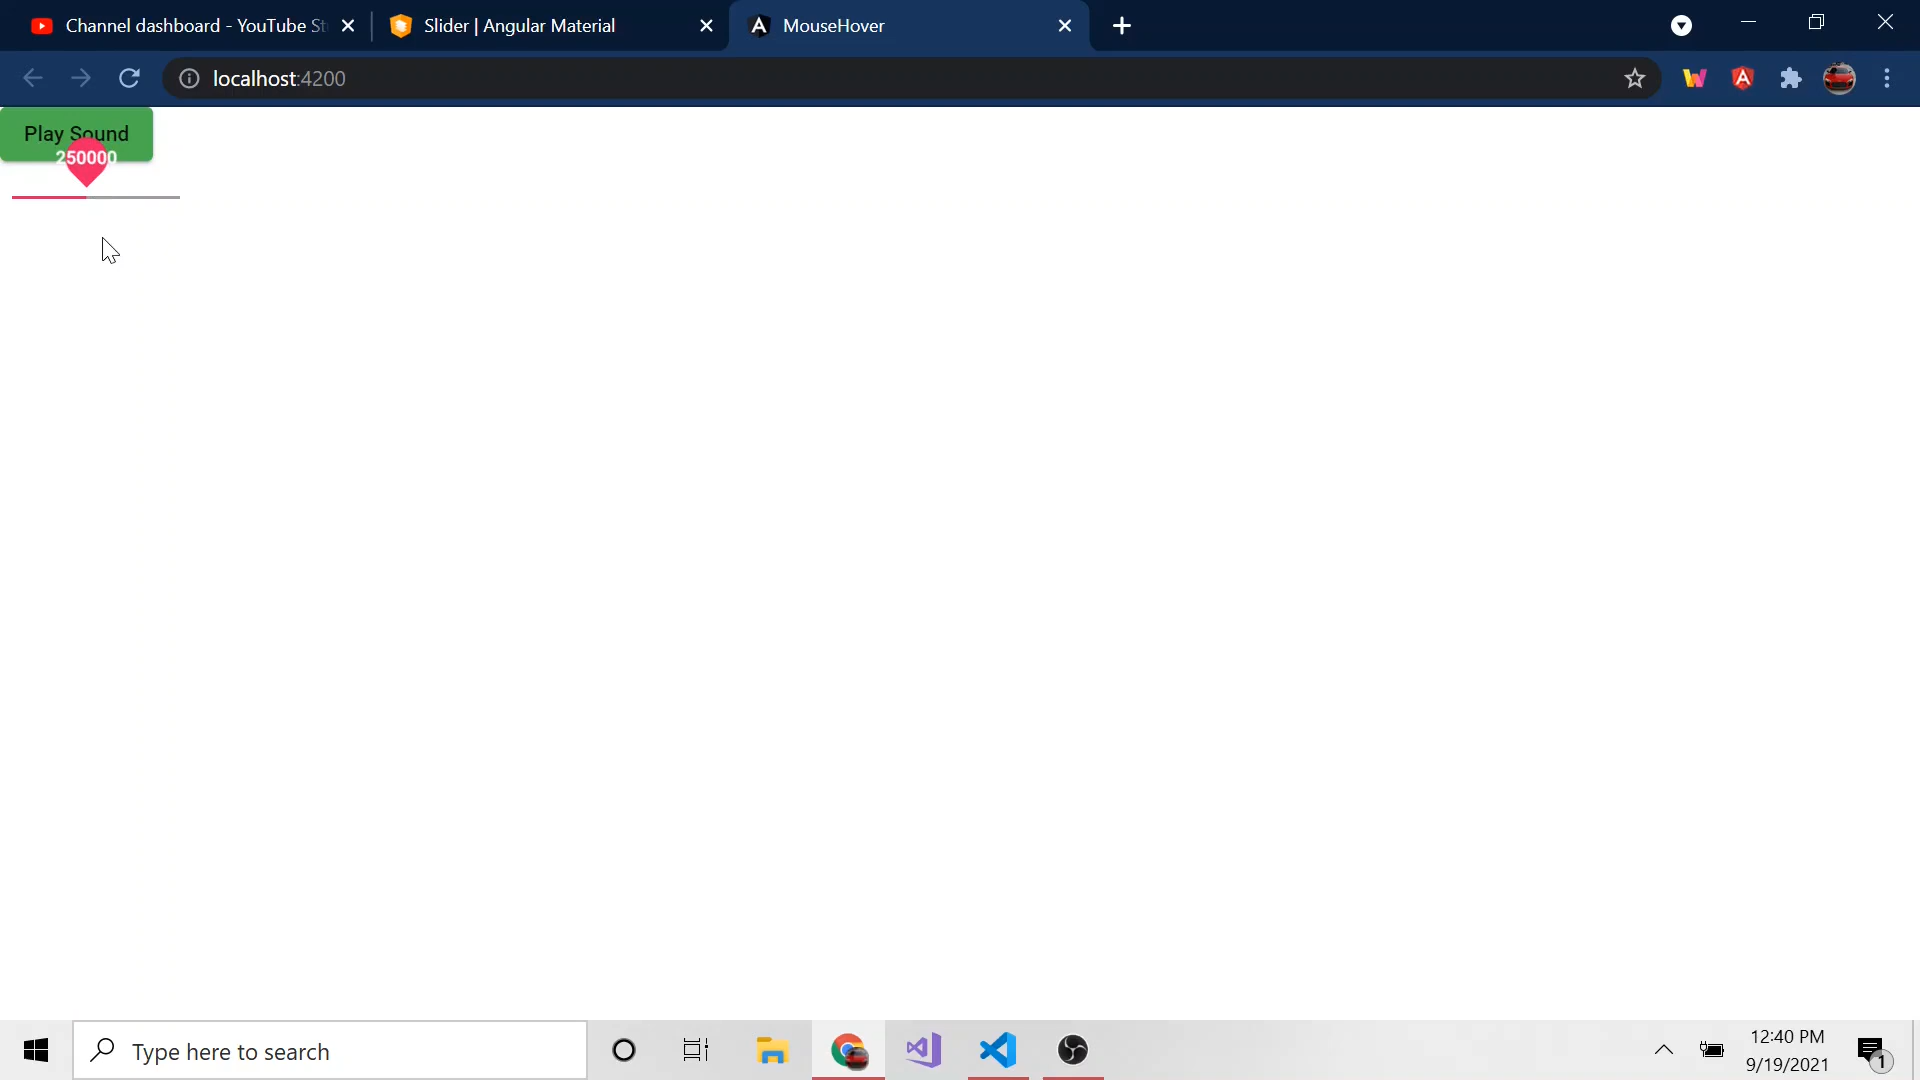 Channel dashboard - YouTube St
Slider | Angular Material
MouseHover
localhost:4200
Play Sound
250000
Type here to search
12:40 PM
9/19/2021
1